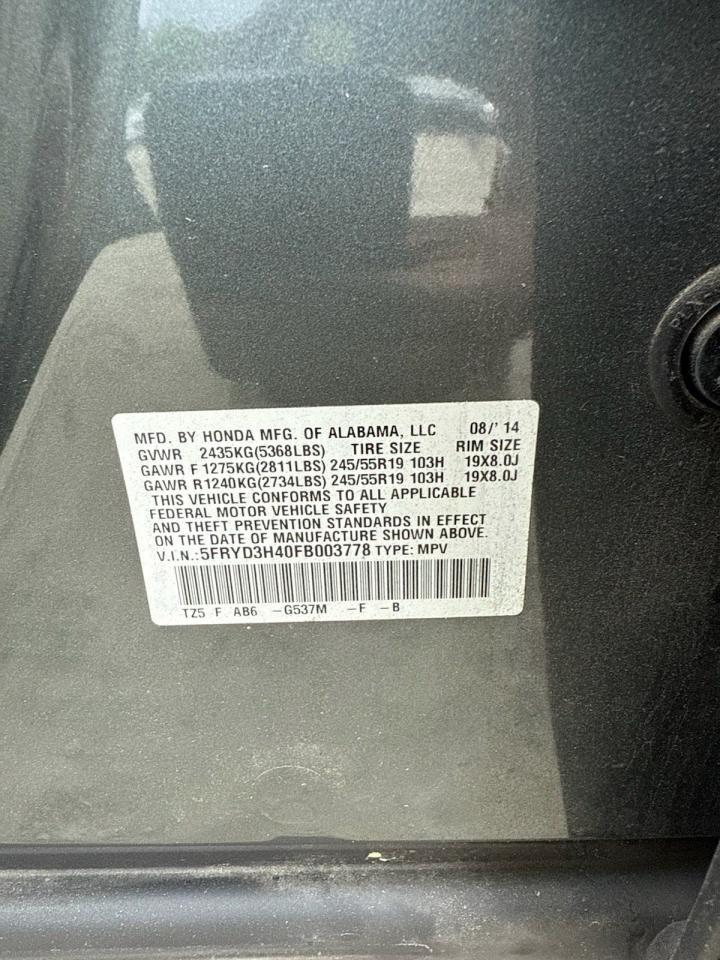 MFD. BY HONDA MFG. OF ALABAMA, LLC 08/'14
GVWR 2435KG(5368LBS) TIRE SIZE RIM SIZE
GAWR F 1275KG(2811LBS) 245/55R19 103H 19X8.0J
GAWR R1240KG(2734LBS) 245/55R19 103H 19X8.0J
THIS VEHICLE CONFORMS TO ALL APPLICABLE
FEDERAL MOTOR VEHICLE SAFETY
AND THEFT PREVENTION STANDARDS IN EFFECT
ON THE DATE OF MANUFACTURE SHOWN ABOVE.
V.I.N.:5FRYD3H40FB003778 TYPE: MPV
TZ5 F AB6 -G537M -F -B